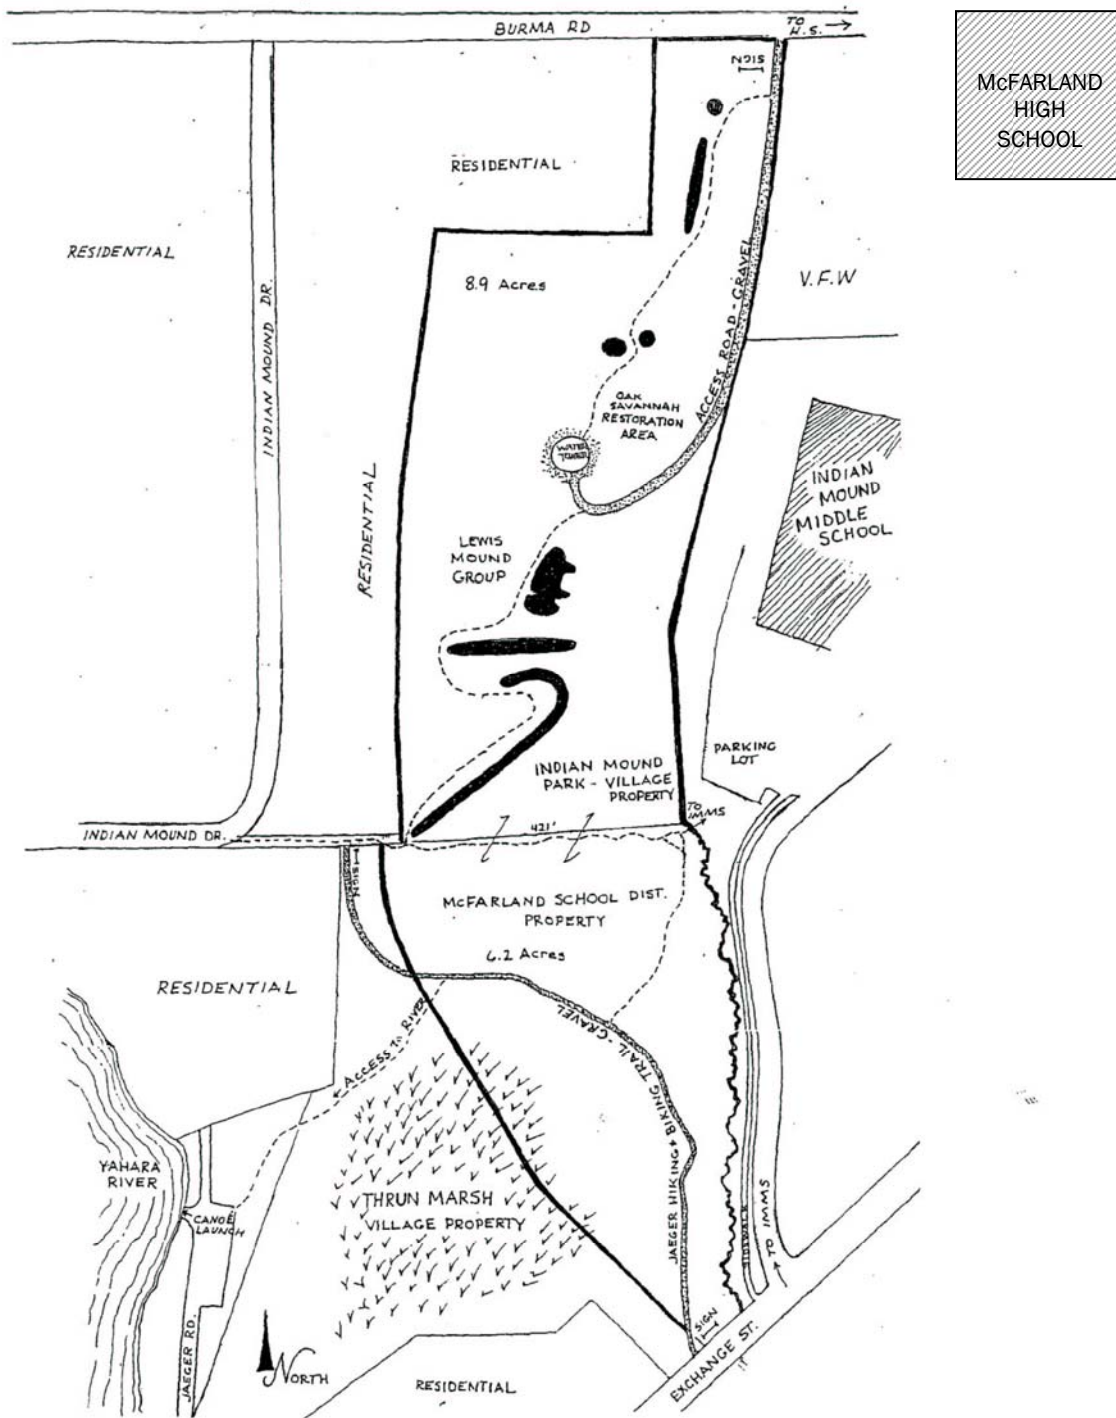 BURMA RD
TO
H.S.
SIGN
McFARLAND
HIGH
SCHOOL
RESIDENTIAL
RESIDENTIAL
INDIAN MOUND DR.
8.9 Acres
V.F.W
ACCESS ROAD - GRAVEL
OAK
SAVANNAH
RESTORATION
AREA
WATER
TOWER
RESIDENTIAL
INDIAN
MOUND
MIDDLE
SCHOOL
LEWIS
MOUND
GROUP
PARKING
LOT
INDIAN MOUND
PARK - VILLAGE
PROPERTY
TO
IMMS
INDIAN MOUND DR.
421'
SIGN
McFARLAND SCHOOL DIST.
PROPERTY
6.2 Acres
RESIDENTIAL
ACCESS TO RIVER
JAEGER HIKING + BIKING TRAIL - GRAVEL
YAHARA
RIVER
CANOE
LAUNCH
THRUN MARSH
VILLAGE PROPERTY
SIDEWALK
TO IMMS
JAEGER RD.
NORTH
RESIDENTIAL
SIGN
EXCHANGE ST.